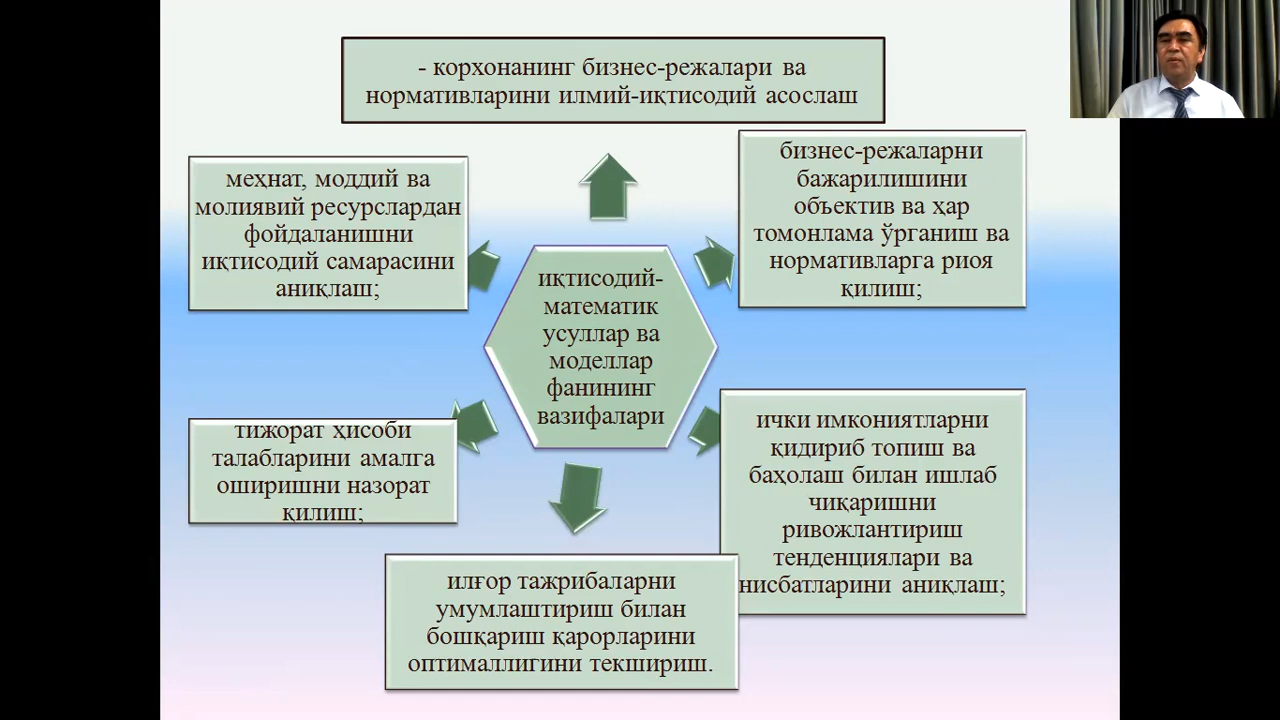 - корхонанинг бизнес-режалари ва
нормативларини илмий-иқтисодий асослаш
меҳнат, моддий ва
молиявий ресурслардан
фойдаланишни
иқтисодий самарасини
аниқлаш;
бизнес-режаларни
бажарилишини
объектив ва ҳар
томонлама ўрганиш ва
нормативларга риоя
қилиш;
иқтисодий-
математик
усуллар ва
моделлар
фанининг
вазифалари
тижорат ҳисоби
талабларини амалга
оширишни назорат
қилиш;
ички имкониятларни
қидириб топиш ва
баҳолаш билан ишлаб
чиқаришни
ривожлантириш
тенденциялари ва
нисбатларини аниқлаш;
илғор тажрибаларни
умумлаштириш билан
бошқариш қарорларини
оптималлигини текшириш.